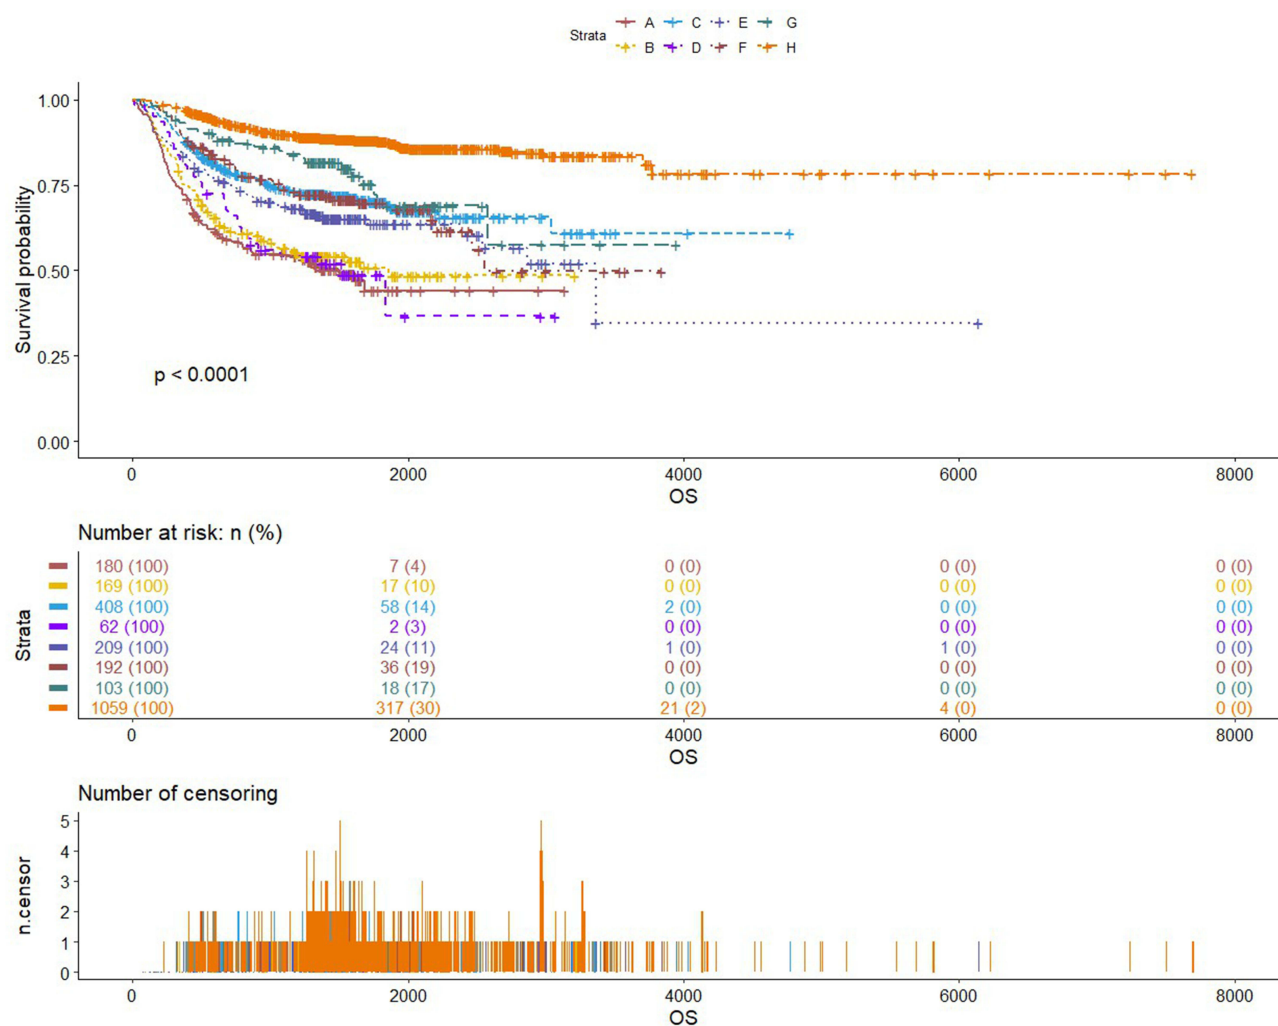 Strata A C E G
B D F H
1.00
0.75
0.50
0.25
0.00
Survival probability
p < 0.0001
0 2000 4000 6000 8000
OS
Number at risk: n (%)
Strata
180 (100) 7 (4) 0 (0) 0 (0) 0 (0)
169 (100) 17 (10) 0 (0) 0 (0) 0 (0)
408 (100) 58 (14) 2 (0) 0 (0) 0 (0)
62 (100) 2 (3) 0 (0) 0 (0) 0 (0)
209 (100) 24 (11) 1 (0) 1 (0) 0 (0)
192 (100) 36 (19) 0 (0) 0 (0) 0 (0)
103 (100) 18 (17) 0 (0) 0 (0) 0 (0)
1059 (100) 317 (30) 21 (2) 4 (0) 0 (0)
0 2000 4000 6000 8000
OS
Number of censoring
n.censor
5
4
3
2
1
0
0 2000 4000 6000 8000
OS